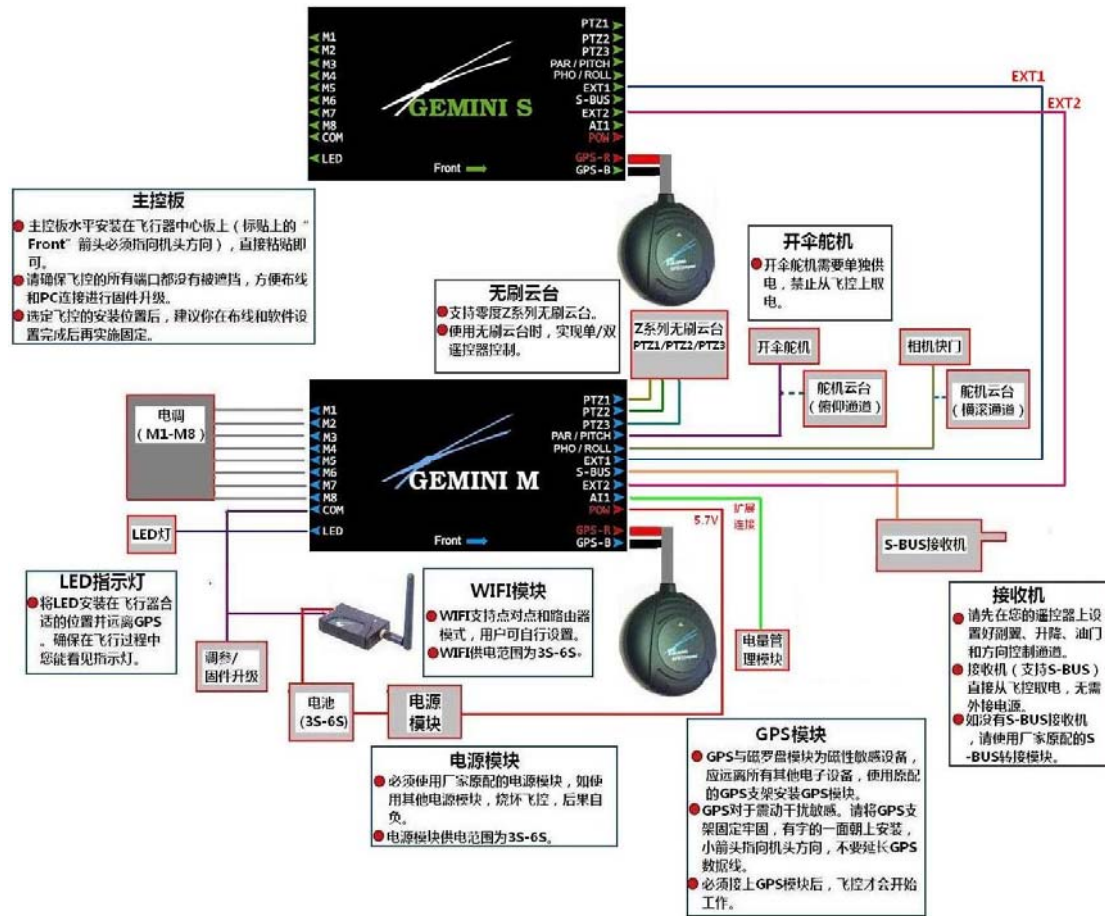 PTZ1
M1
PTZ2
M2
PTZ3
M3
PAR / PITCH
M4
PHO / ROLL
M5
EXT1
M6
S-BUS
M7
EXT2
M8
AI1
COM
POW
LED
GPS-R
GPS-B
GEMINI S
Front
EXT1
EXT2
主控板
主控板水平安装在飞行器中心板上（标贴上的“
Front”箭头必须指向机头方向），直接粘贴即
可。
请确保飞控的所有端口都没有被遮挡，方便布线
和PC连接进行固件升级。
选定飞控的安装位置后，建议你在布线和软件设
置完成后再实施固定。
无刷云台
支持零度Z系列无刷云台。
使用无刷云台时，实现单/双
遥控器控制。
开伞舵机
开伞舵机需要单独供
电，禁止从飞控上取
电。
Z系列无刷云台
PTZ1/PTZ2/PTZ3
开伞舵机
相机快门
舵机云台
（俯仰通道）
舵机云台
（横滚通道）
电调
（M1-M8）
M1
M2
M3
M4
M5
M6
M7
M8
COM
LED
GEMINI M
Front
PTZ1
PTZ2
PTZ3
PAR / PITCH
PHO / ROLL
EXT1
S-BUS
EXT2
AI1
POW
GPS-R
GPS-B
5.7V
扩展
连接
LED灯
S-BUS接收机
LED指示灯
将LED安装在飞行器合
适的位置并远离GPS
。确保在飞行过程中
您能看见指示灯。
WIFI模块
WIFI支持点对点和路由器
模式，用户可自行设置。
WIFI供电范围为3S-6S。
调参/
固件升级
电池
(3S-6S)
电源
模块
电量管
理模块
接收机
请先在您的遥控器上设
置好副翼、升降、油门
和方向控制通道。
接收机（支持S-BUS）
直接从飞控取电，无需
外接电源。
如没有S-BUS接收机
，请使用厂家原配的S
-BUS转接模块。
电源模块
必须使用厂家原配的电源模块，如使
用其他电源模块，烧坏飞控，后果自
负。
电源模块供电范围为3S-6S。
GPS模块
GPS与磁罗盘模块为磁性敏感设备，
应远离所有其他电子设备，使用原配
的GPS支架安装GPS模块。
GPS对于震动干扰敏感。请将GPS支
架固定牢固，有字的一面朝上安装，
小箭头指向机头方向，不要延长GPS
数据线。
必须接上GPS模块后，飞控才会开始
工作。